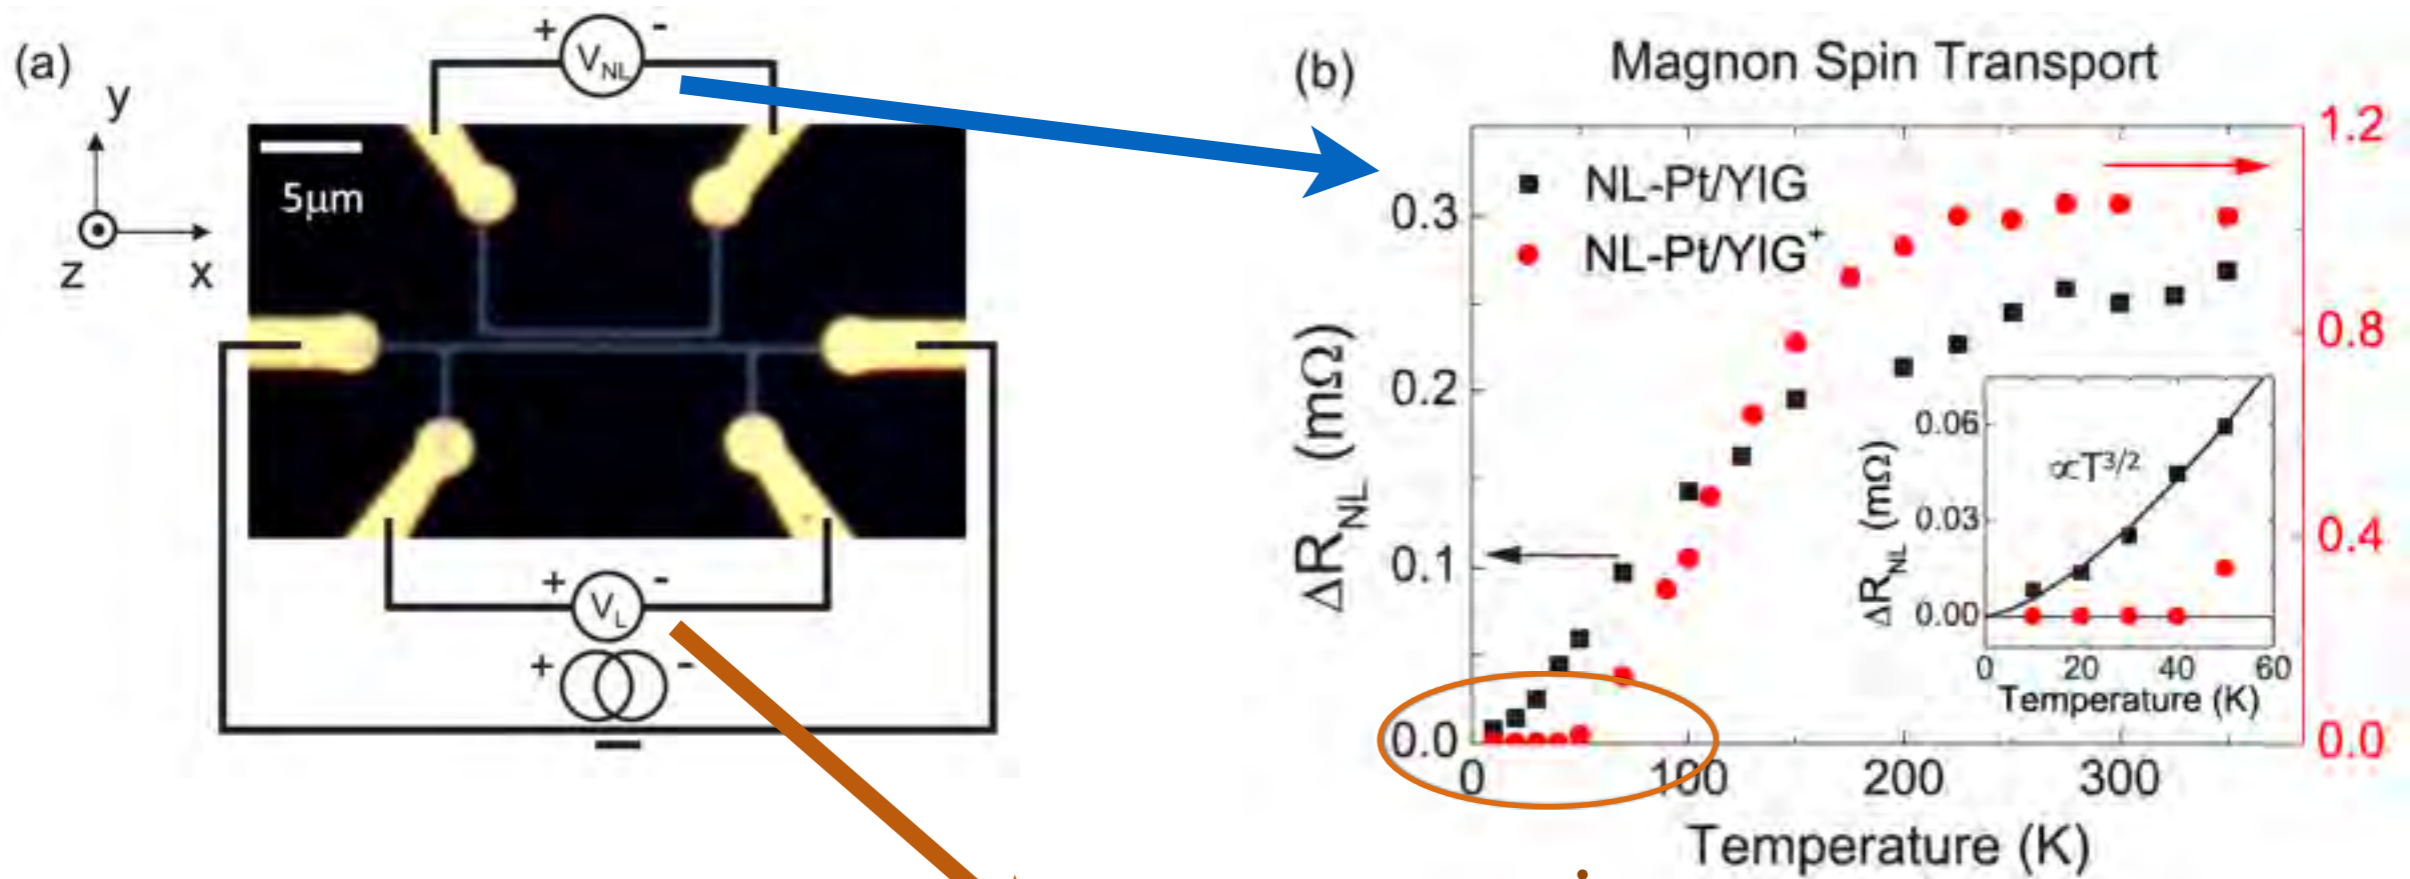 (a)
y
z
x
+
V_NL
-
5μm
+
V_L
-
+
-
(b)
Magnon Spin Transport
NL-Pt/YIG
NL-Pt/YIG⁺
ΔR_NL (mΩ)
0.3
0.2
0.1
0.0
1.2
0.8
0.4
0.0
0
100
200
300
Temperature (K)
∝T^3/2
ΔR_NL (mΩ)
0.06
0.03
0.00
0
20
40
60
Temperature (K)